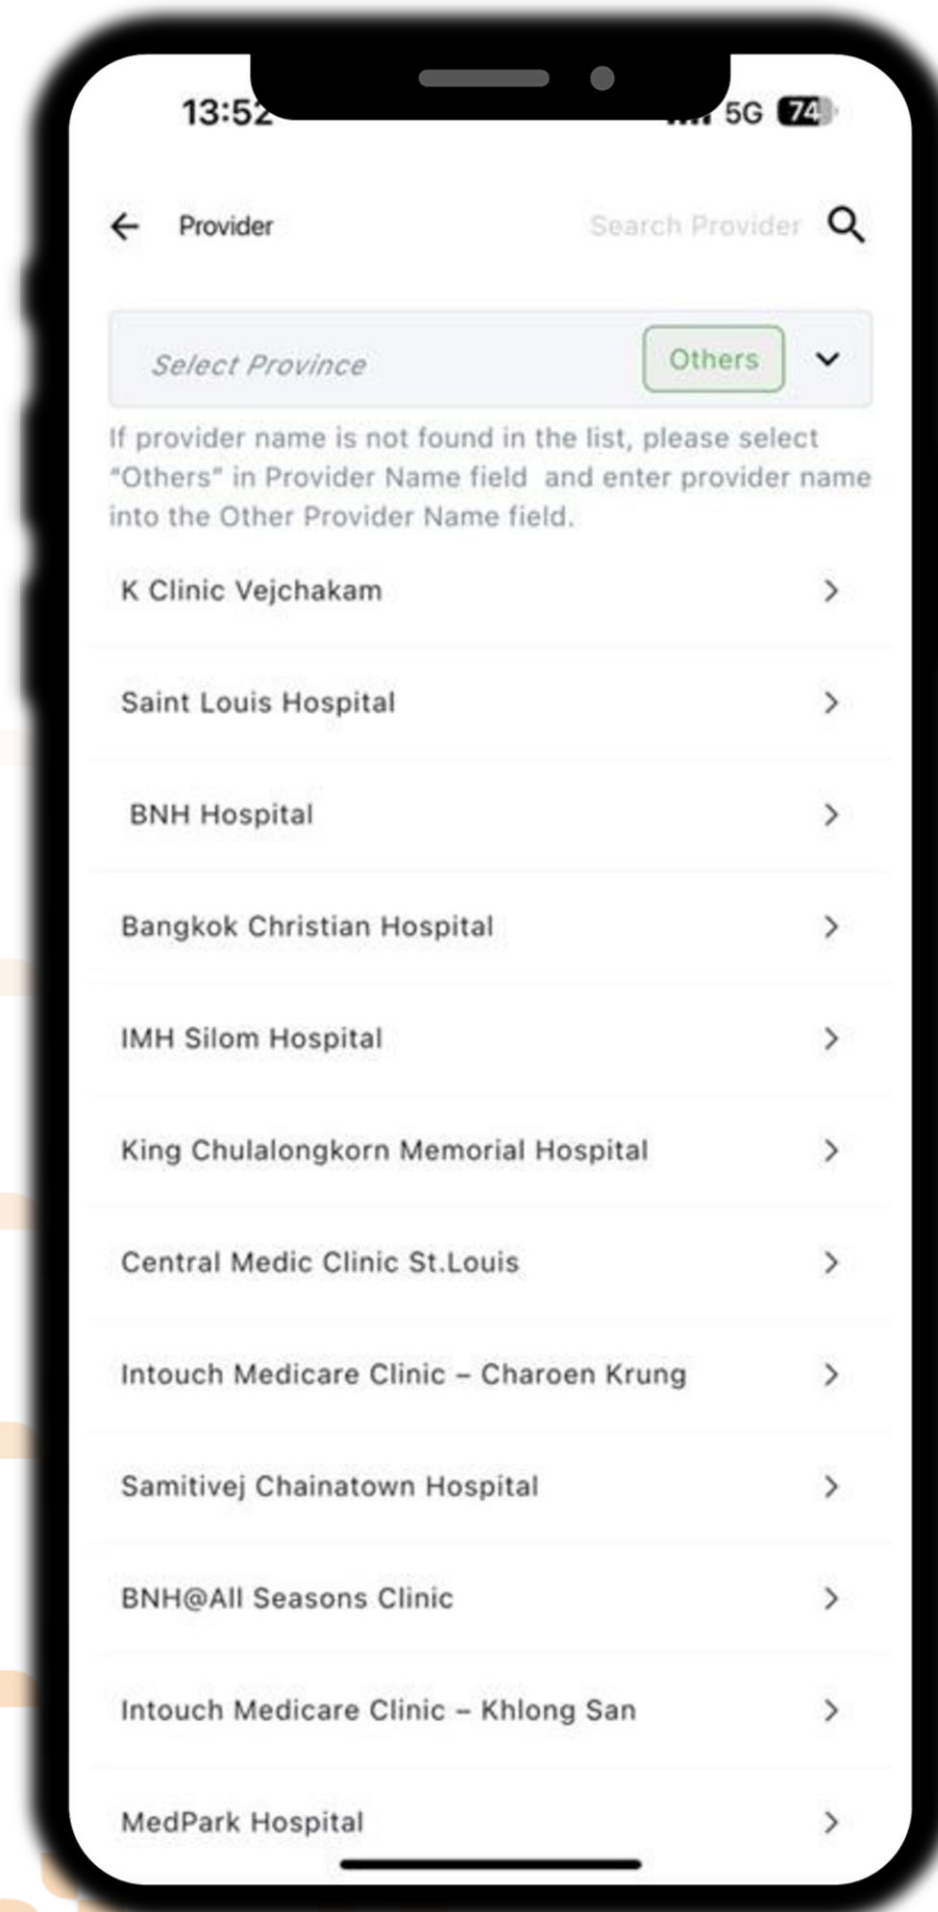 13:52
5G 74
Provider
Search Provider
Select Province
Others
If provider name is not found in the list, please select
"Others" in Provider Name field and enter provider name
into the Other Provider Name field.
K Clinic Vejchakam
Saint Louis Hospital
BNH Hospital
Bangkok Christian Hospital
IMH Silom Hospital
King Chulalongkorn Memorial Hospital
Central Medic Clinic St.Louis
Intouch Medicare Clinic – Charoen Krung
Samitivej Chainatown Hospital
BNH@All Seasons Clinic
Intouch Medicare Clinic – Khlong San
MedPark Hospital